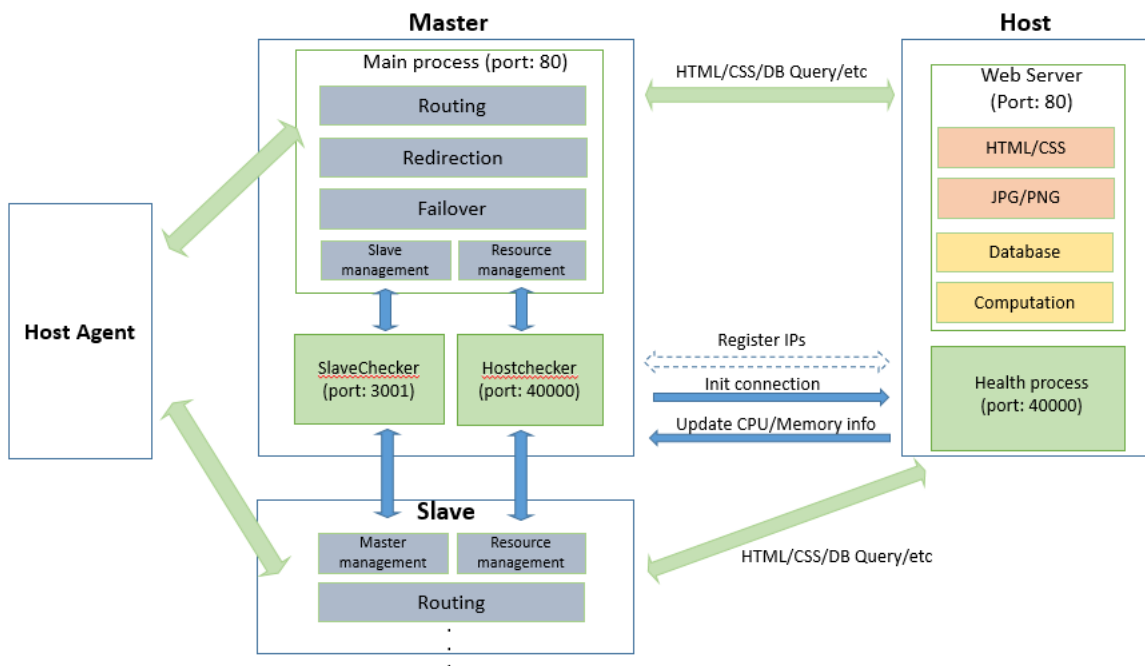 Master
Host
Main process (port: 80)
Routing
Redirection
Failover
Slave
management
Resource
management
HTML/CSS/DB Query/etc
Web Server
(Port: 80)
HTML/CSS
JPG/PNG
Database
Computation
Host Agent
SlaveChecker
(port: 3001)
Hostchecker
(port: 40000)
Register IPs
Init connection
Update CPU/Memory info
Health process
(port: 40000)
Slave
Master
management
Resource
management
Routing
HTML/CSS/DB Query/etc